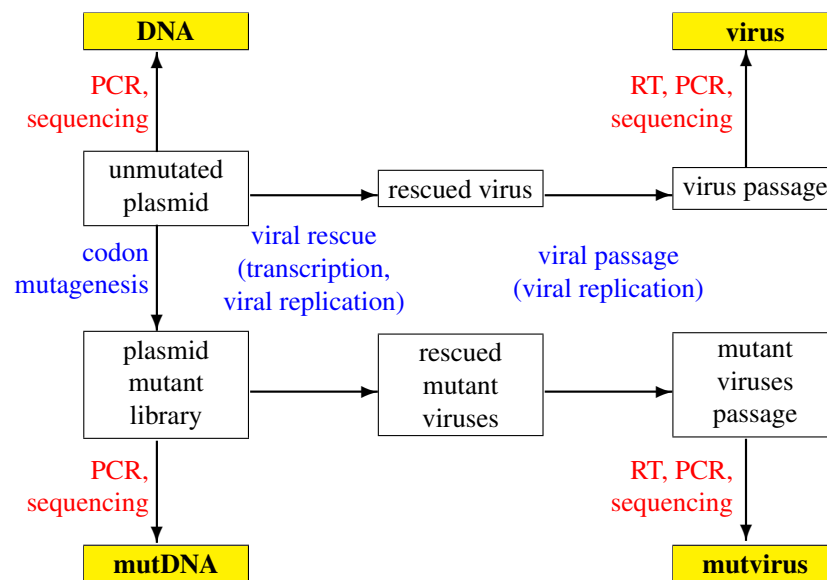 DNA
virus
PCR,
sequencing
RT, PCR,
sequencing
unmutated
plasmid
rescued virus
virus passage
codon
mutagenesis
viral rescue
(transcription,
viral replication)
viral passage
(viral replication)
plasmid
mutant
library
rescued
mutant
viruses
mutant
viruses
passage
PCR,
sequencing
RT, PCR,
sequencing
mutDNA
mutvirus